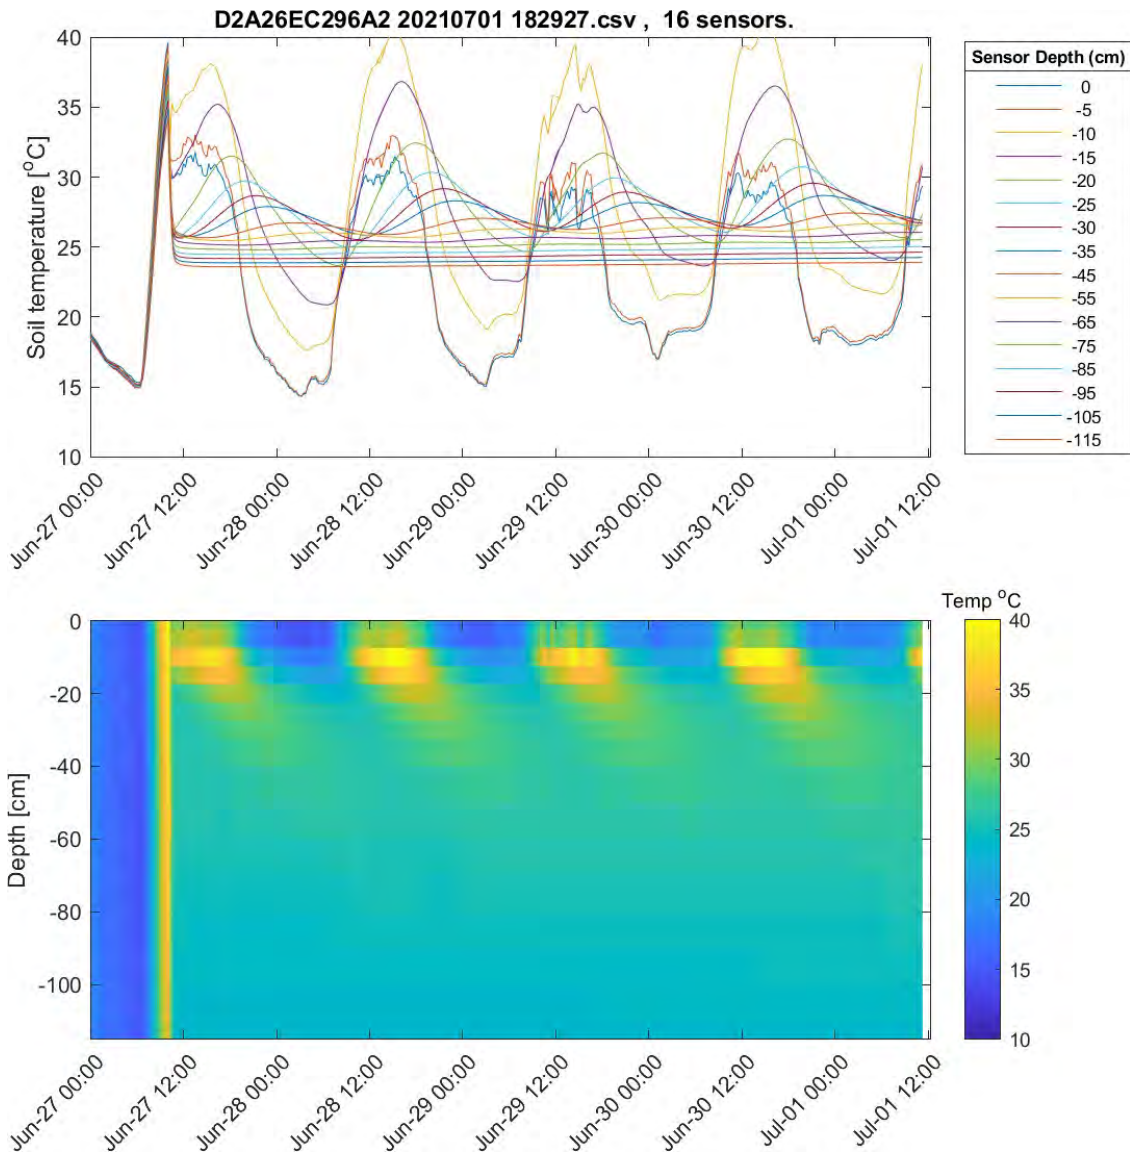 D2A26EC296A2 20210701 182927.csv , 16 sensors.
Soil temperature [°C]
40
35
30
25
20
15
10
Jun-27 00:00
Jun-27 12:00
Jun-28 00:00
Jun-28 12:00
Jun-29 00:00
Jun-29 12:00
Jun-30 00:00
Jun-30 12:00
Jul-01 00:00
Jul-01 12:00
Sensor Depth (cm)
0
-5
-10
-15
-20
-25
-30
-35
-45
-55
-65
-75
-85
-95
-105
-115
Depth [cm]
0
-20
-40
-60
-80
-100
Jun-27 00:00
Jun-27 12:00
Jun-28 00:00
Jun-28 12:00
Jun-29 00:00
Jun-29 12:00
Jun-30 00:00
Jun-30 12:00
Jul-01 00:00
Jul-01 12:00
Temp °C
40
35
30
25
20
15
10